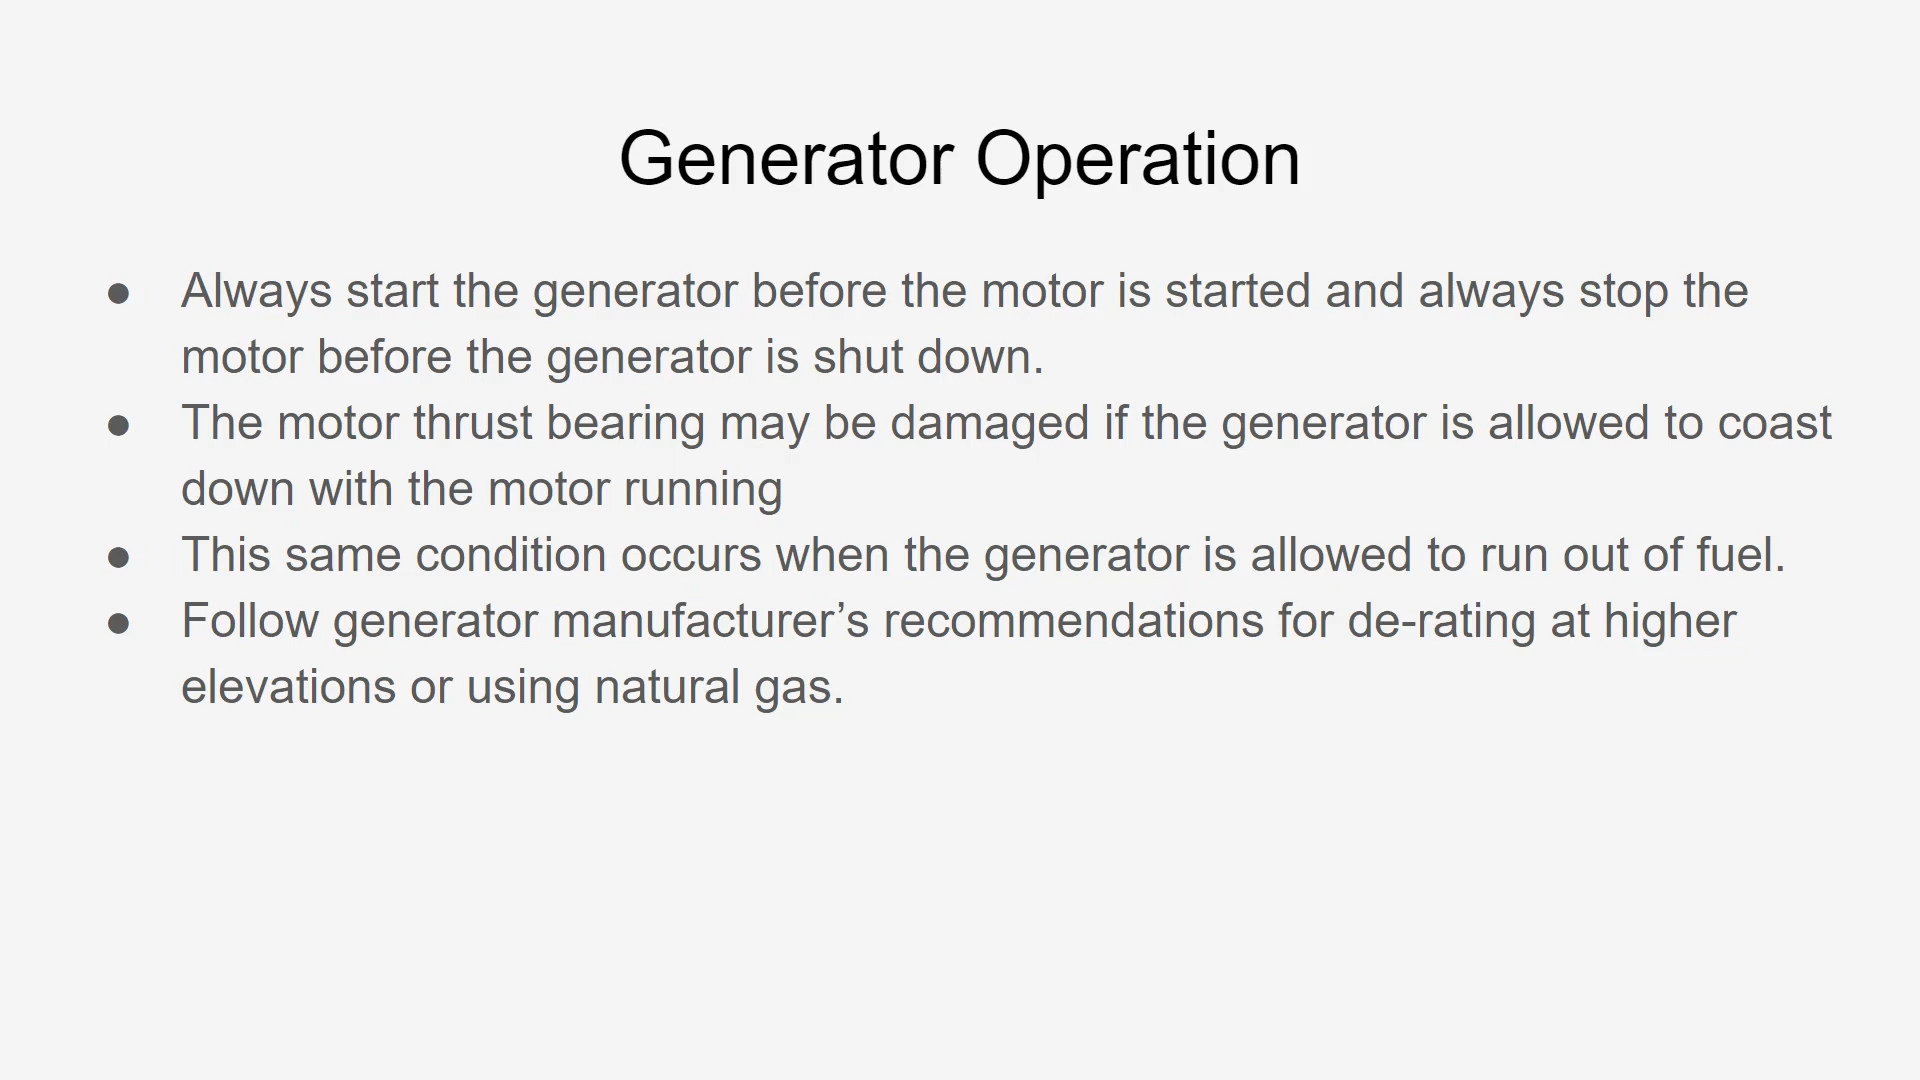 Generator Operation
● Always start the generator before the motor is started and always stop the
motor before the generator is shut down.
● The motor thrust bearing may be damaged if the generator is allowed to coast
down with the motor running
● This same condition occurs when the generator is allowed to run out of fuel.
● Follow generator manufacturer’s recommendations for de-rating at higher
elevations or using natural gas.